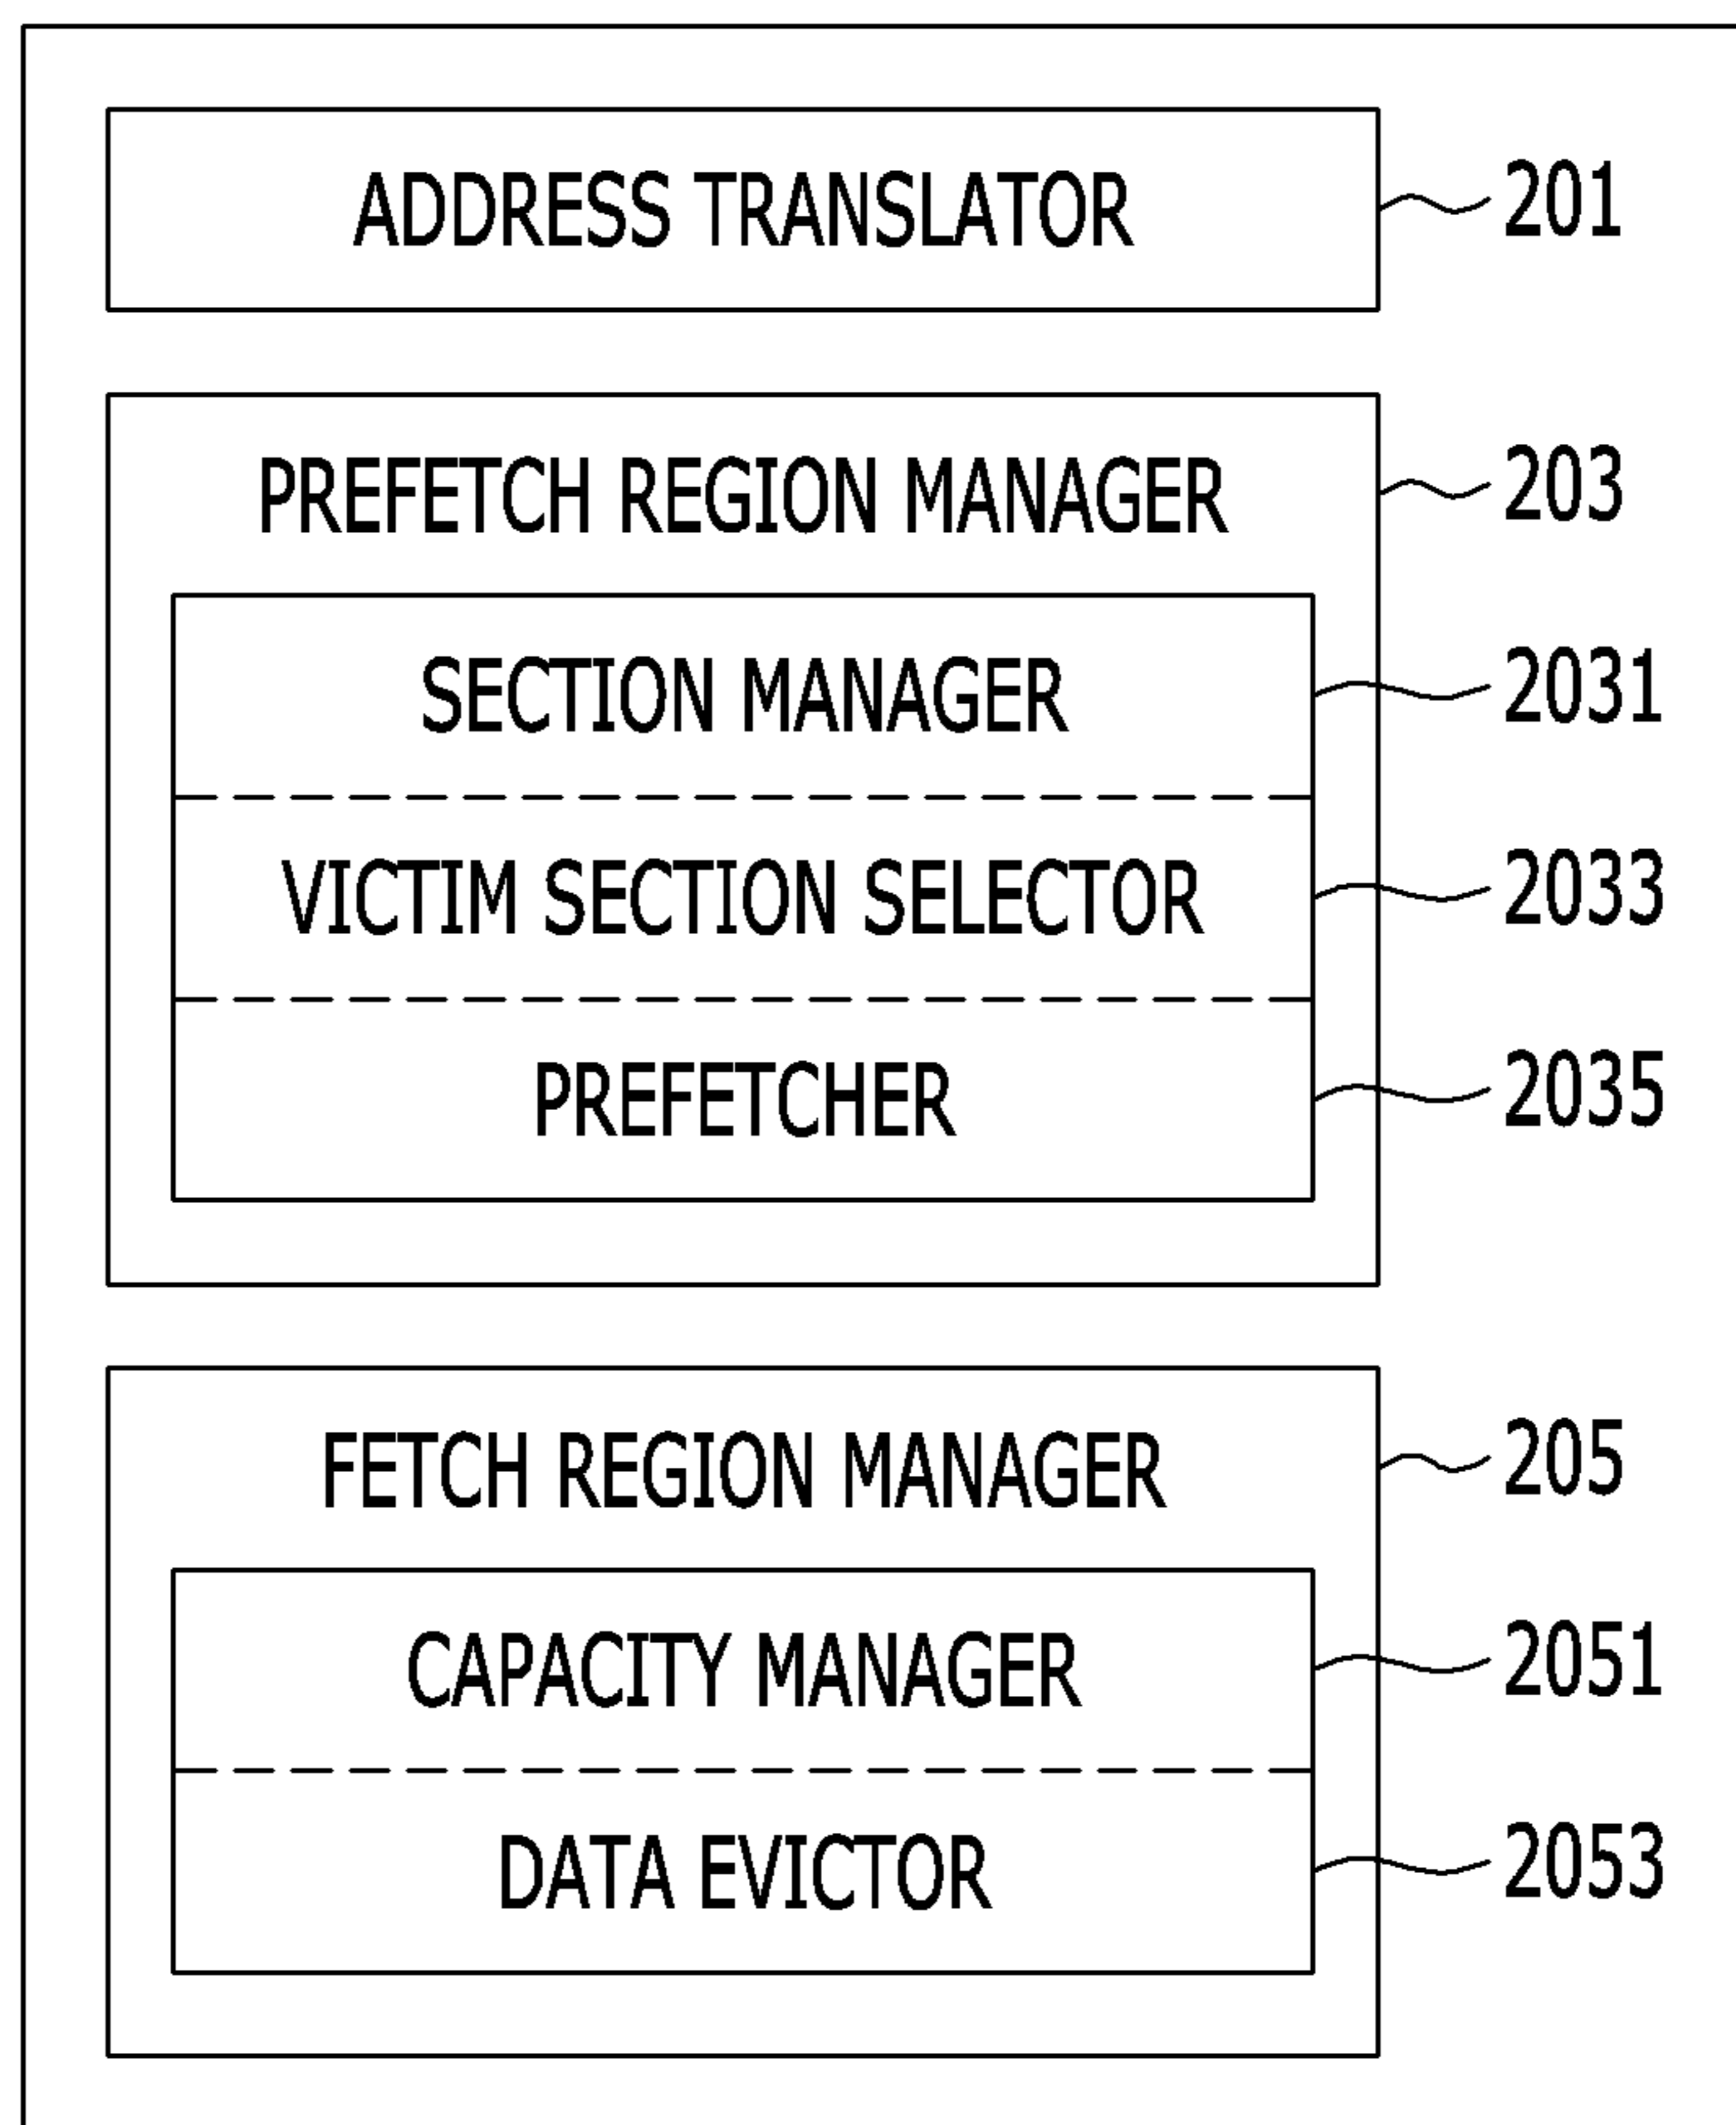 ADDRESS TRANSLATOR 201
PREFETCH REGION MANAGER 203
SECTION MANAGER 2031
VICTIM SECTION SELECTOR 2033
PREFETCHER 2035
FETCH REGION MANAGER 205
CAPACITY MANAGER 2051
DATA EVICTOR 2053